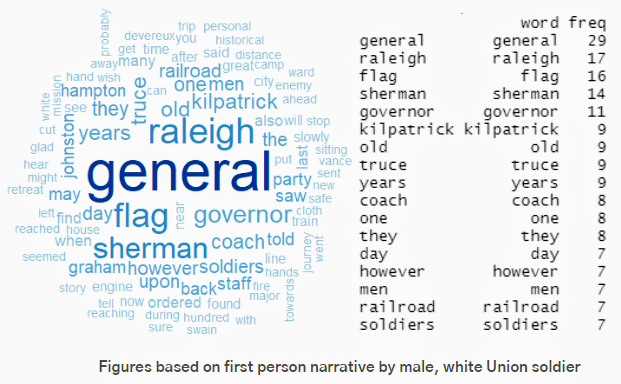 probably
trip personal
devereux you historical
get time after said distance
away many railroad great camp ward
hand wish can one men city enemy
white mission hampton truce old kilpatrick ahead
see they also will stop
cut years raleigh the last slowly
glad johnston sitting
hear general put vance
might party sent
retreat may saw new safe
left find day flag near governor cloth
reached house train
when sherman coach told journey went
seemed line
graham however soldiers hands
story engine upon back staff fire towards
tell now ordered found major
reaching during hundred with
sure swain
word freq
general general 29
raleigh raleigh 17
flag flag 16
sherman sherman 14
governor governor 11
kilpatrick kilpatrick 9
old old 9
truce truce 9
years years 9
coach coach 8
one one 8
they they 8
day day 7
however however 7
men men 7
railroad railroad 7
soldiers soldiers 7
Figures based on first person narrative by male, white Union soldier